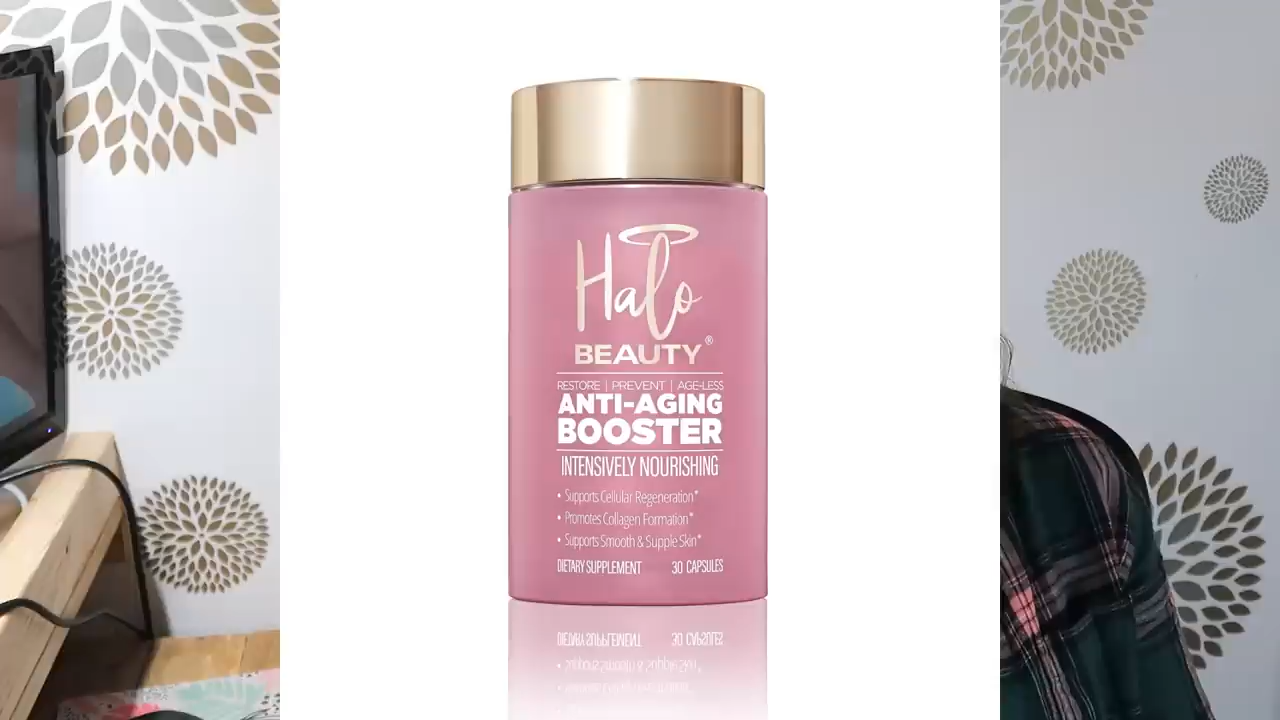 Halo
BEAUTY®
RESTORE | PREVENT | AGE-LESS
ANTI-AGING
BOOSTER
INTENSIVELY NOURISHING
• Supports Cellular Regeneration*
• Promotes Collagen Formation*
• Supports Smooth & Supple Skin*
DIETARY SUPPLEMENT 30 CAPSULES